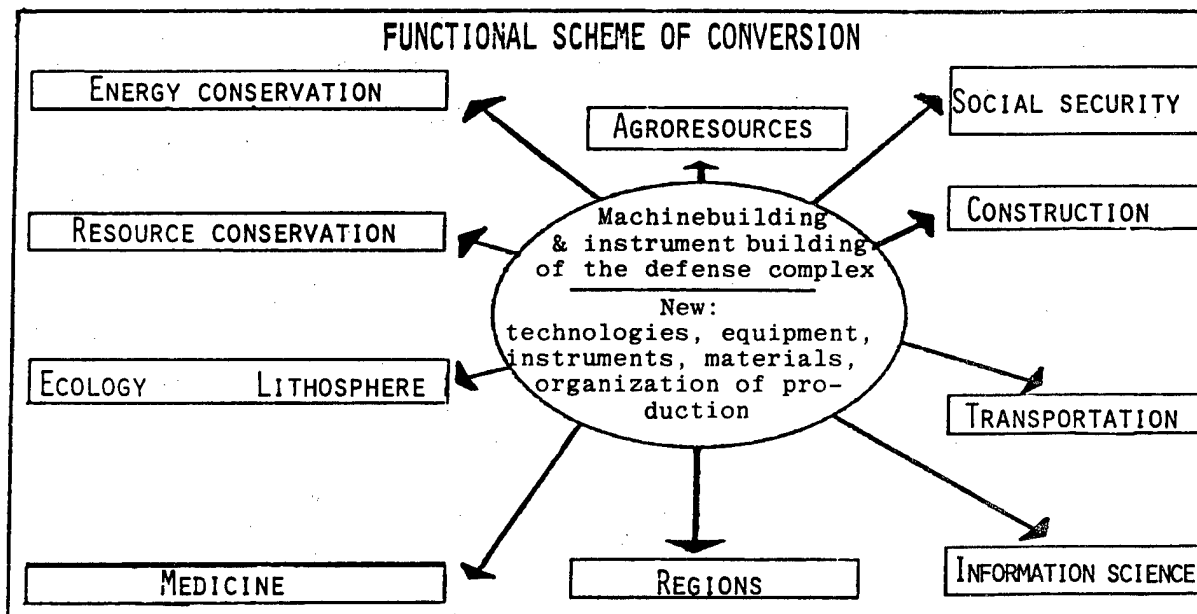 FUNCTIONAL SCHEME OF CONVERSION
ENERGY CONSERVATION
AGRORESOURCES
SOCIAL SECURITY
RESOURCE CONSERVATION
CONSTRUCTION
Machinebuilding
& instrument building
of the defense complex
New:
technologies, equipment,
instruments, materials,
organization of pro-
duction
ECOLOGY LITHOSPHERE
TRANSPORTATION
MEDICINE
REGIONS
INFORMATION SCIENCE